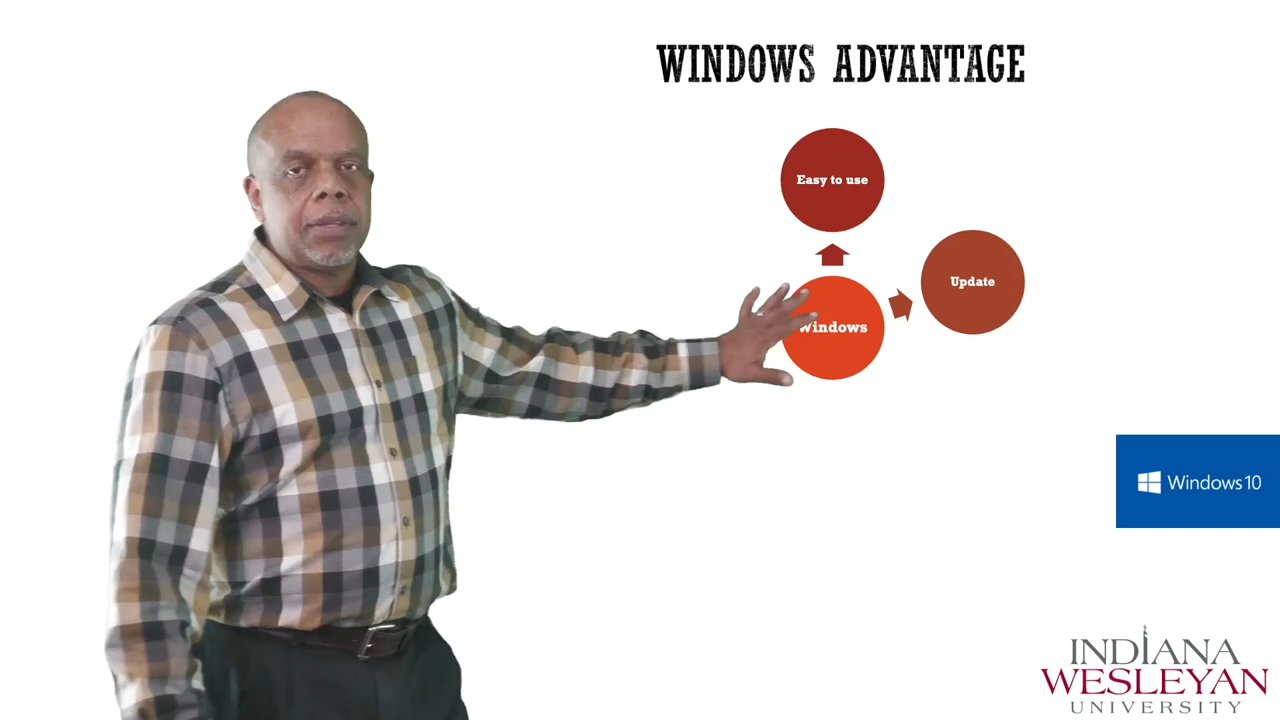 WINDOWS ADVANTAGE
Easy to use
Update
Windows
Windows 10
INDIANA
WESLEYAN
UNIVERSITY